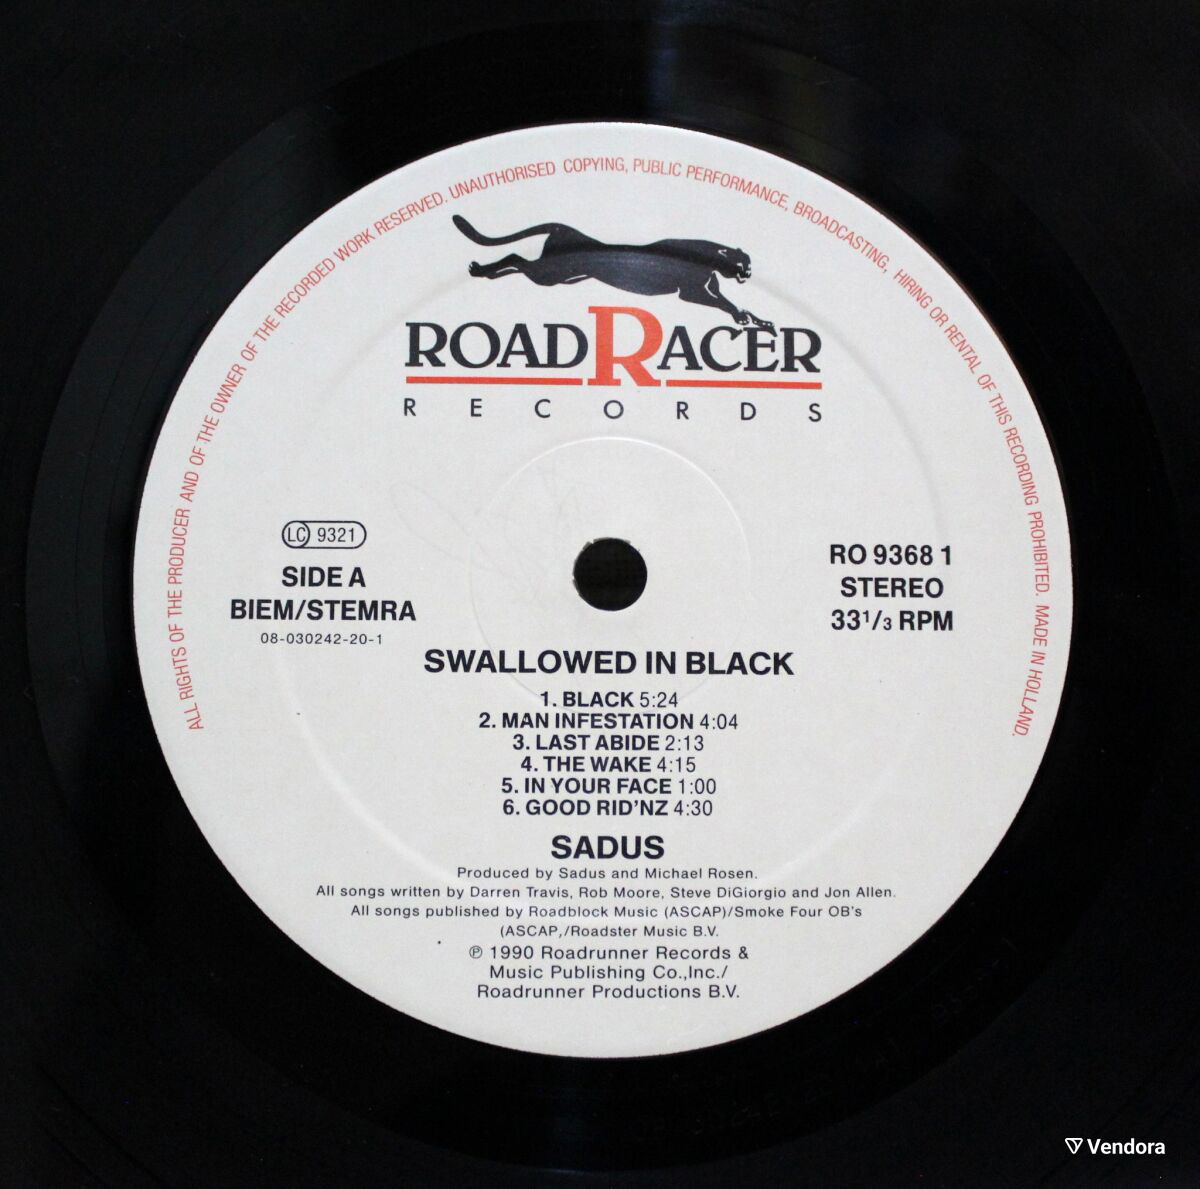 ALL RIGHTS OF THE PRODUCER AND OF THE OWNER OF THE RECORDED WORK RESERVED. UNAUTHORISED COPYING, PUBLIC PERFORMANCE, BROADCASTING, HIRING OR RENTAL OF THIS RECORDING PROHIBITED. MADE IN HOLLAND.
ROADRACER
RECORDS
LC 9321
SIDE A
BIEM/STEMRA
08-030242-20-1
RO 9368 1
STEREO
33 1/3 RPM
SWALLOWED IN BLACK
1. BLACK 5:24
2. MAN INFESTATION 4:04
3. LAST ABIDE 2:13
4. THE WAKE 4:15
5. IN YOUR FACE 1:00
6. GOOD RID'NZ 4:30
SADUS
Produced by Sadus and Michael Rosen.
All songs written by Darren Travis, Rob Moore, Steve DiGiorgio and Jon Allen.
All songs published by Roadblock Music (ASCAP)/Smoke Four OB's
(ASCAP,/Roadster Music B.V.
℗ 1990 Roadrunner Records &
Music Publishing Co.,Inc./
Roadrunner Productions B.V.
Vendora